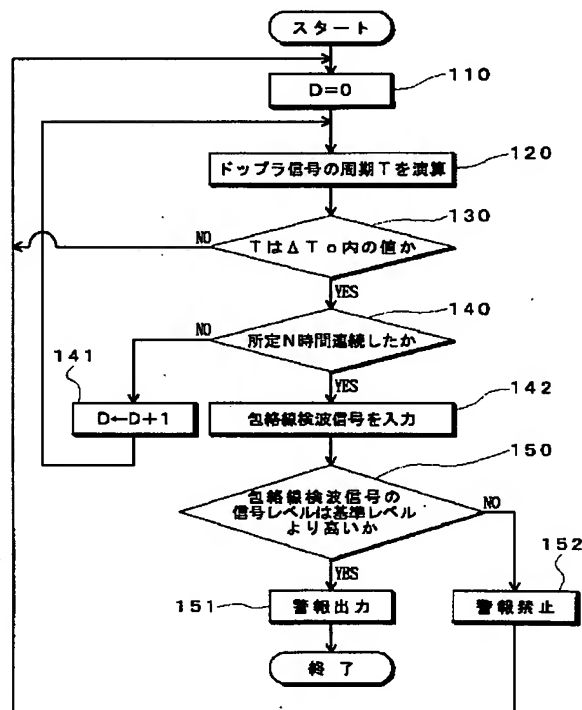 スタート
D=0
110
ドップラ信号の周期Tを演算
120
130
TはΔTo内の値か
NO
YES
140
所定N時間連続したか
NO
YES
141
D←D+1
包絡線検波信号を入力
142
150
包絡線検波信号の
信号レベルは基準レベル
より高いか
NO
YES
151
警報出力
152
警報禁止
終了